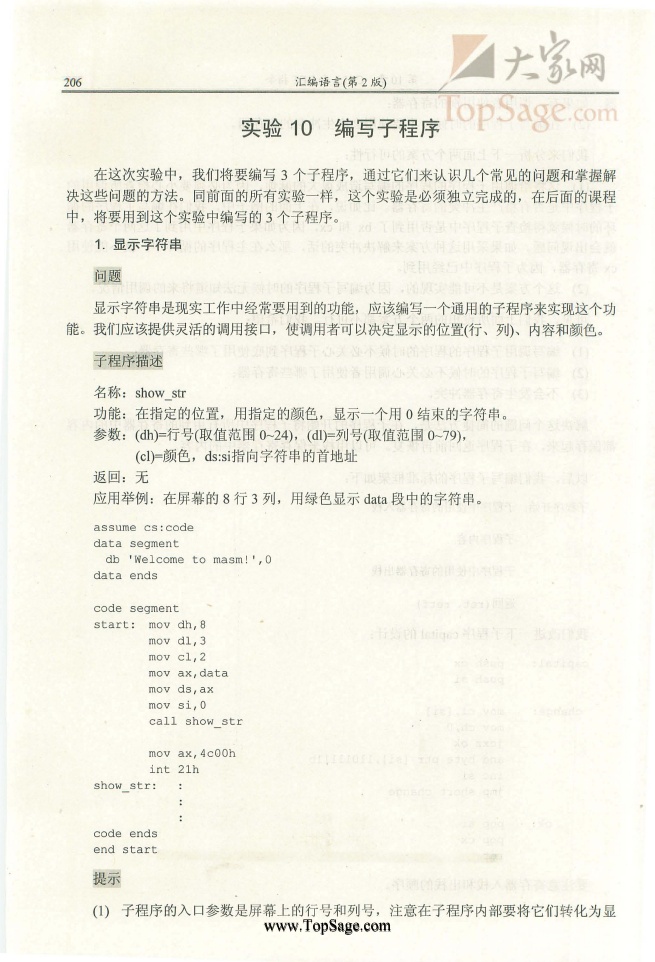 大家网
TopSage.com
206
汇编语言(第 2 版)
实验 10 编写子程序
在这次实验中，我们将要编写 3 个子程序，通过它们来认识几个常见的问题和掌握解
决这些问题的方法。同前面的所有实验一样，这个实验是必须独立完成的，在后面的课程
中，将要用到这个实验中编写的 3 个子程序。
1. 显示字符串
问题
显示字符串是现实工作中经常要用到的功能，应该编写一个通用的子程序来实现这个功
能。我们应该提供灵活的调用接口，使调用者可以决定显示的位置(行、列)、内容和颜色。
子程序描述
名称：show_str
功能：在指定的位置，用指定的颜色，显示一个用 0 结束的字符串。
参数：(dh)=行号(取值范围 0~24)，(dl)=列号(取值范围 0~79)，
(cl)=颜色，ds:si指向字符串的首地址
返回：无
应用举例：在屏幕的 8 行 3 列，用绿色显示 data 段中的字符串。
assume cs:code
data segment
db 'Welcome to masm!',0
data ends
code segment
start: mov dh,8
mov dl,3
mov cl,2
mov ax,data
mov ds,ax
mov si,0
call show_str
mov ax,4c00h
int 21h
show_str: :
:
:
code ends
end start
提示
(1) 子程序的入口参数是屏幕上的行号和列号，注意在子程序内部要将它们转化为显
www.TopSage.com